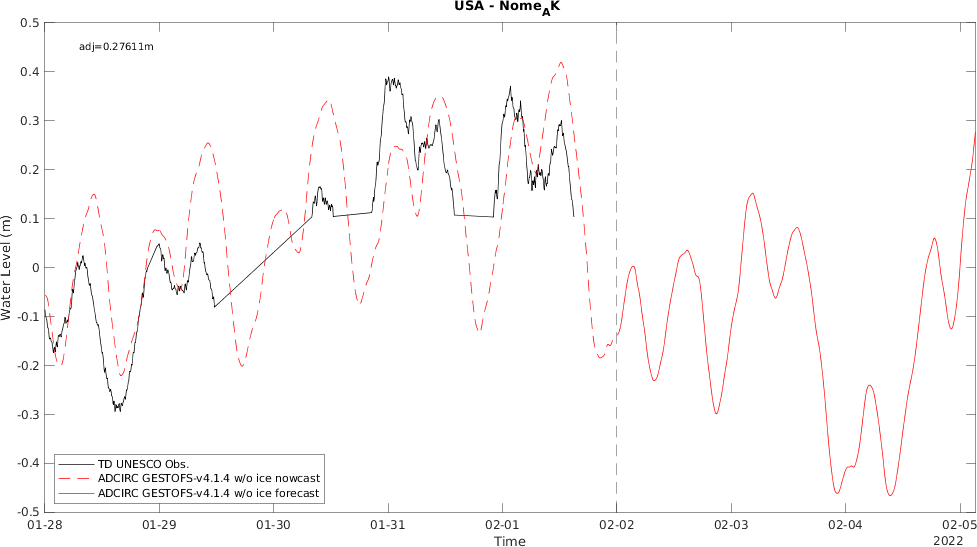 USA - Nome_AK
adj=0.27611m
0.5
0.4
0.3
0.2
0.1
0
-0.1
-0.2
-0.3
-0.4
-0.5
Water Level (m)
TD UNESCO Obs.
ADCIRC GESTOFS-v4.1.4 w/o ice nowcast
ADCIRC GESTOFS-v4.1.4 w/o ice forecast
01-28 01-29 01-30 01-31 02-01 02-02 02-03 02-04 02-05
Time
2022